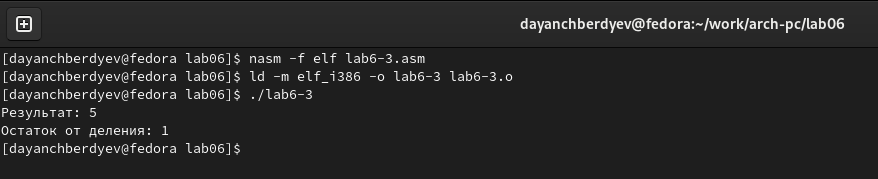 dayanchberdyev@fedora:~/work/arch-pc/lab06
[dayanchberdyev@fedora lab06]$ nasm -f elf lab6-3.asm
[dayanchberdyev@fedora lab06]$ ld -m elf_i386 -o lab6-3 lab6-3.o
[dayanchberdyev@fedora lab06]$ ./lab6-3
Результат: 5
Остаток от деления: 1
[dayanchberdyev@fedora lab06]$